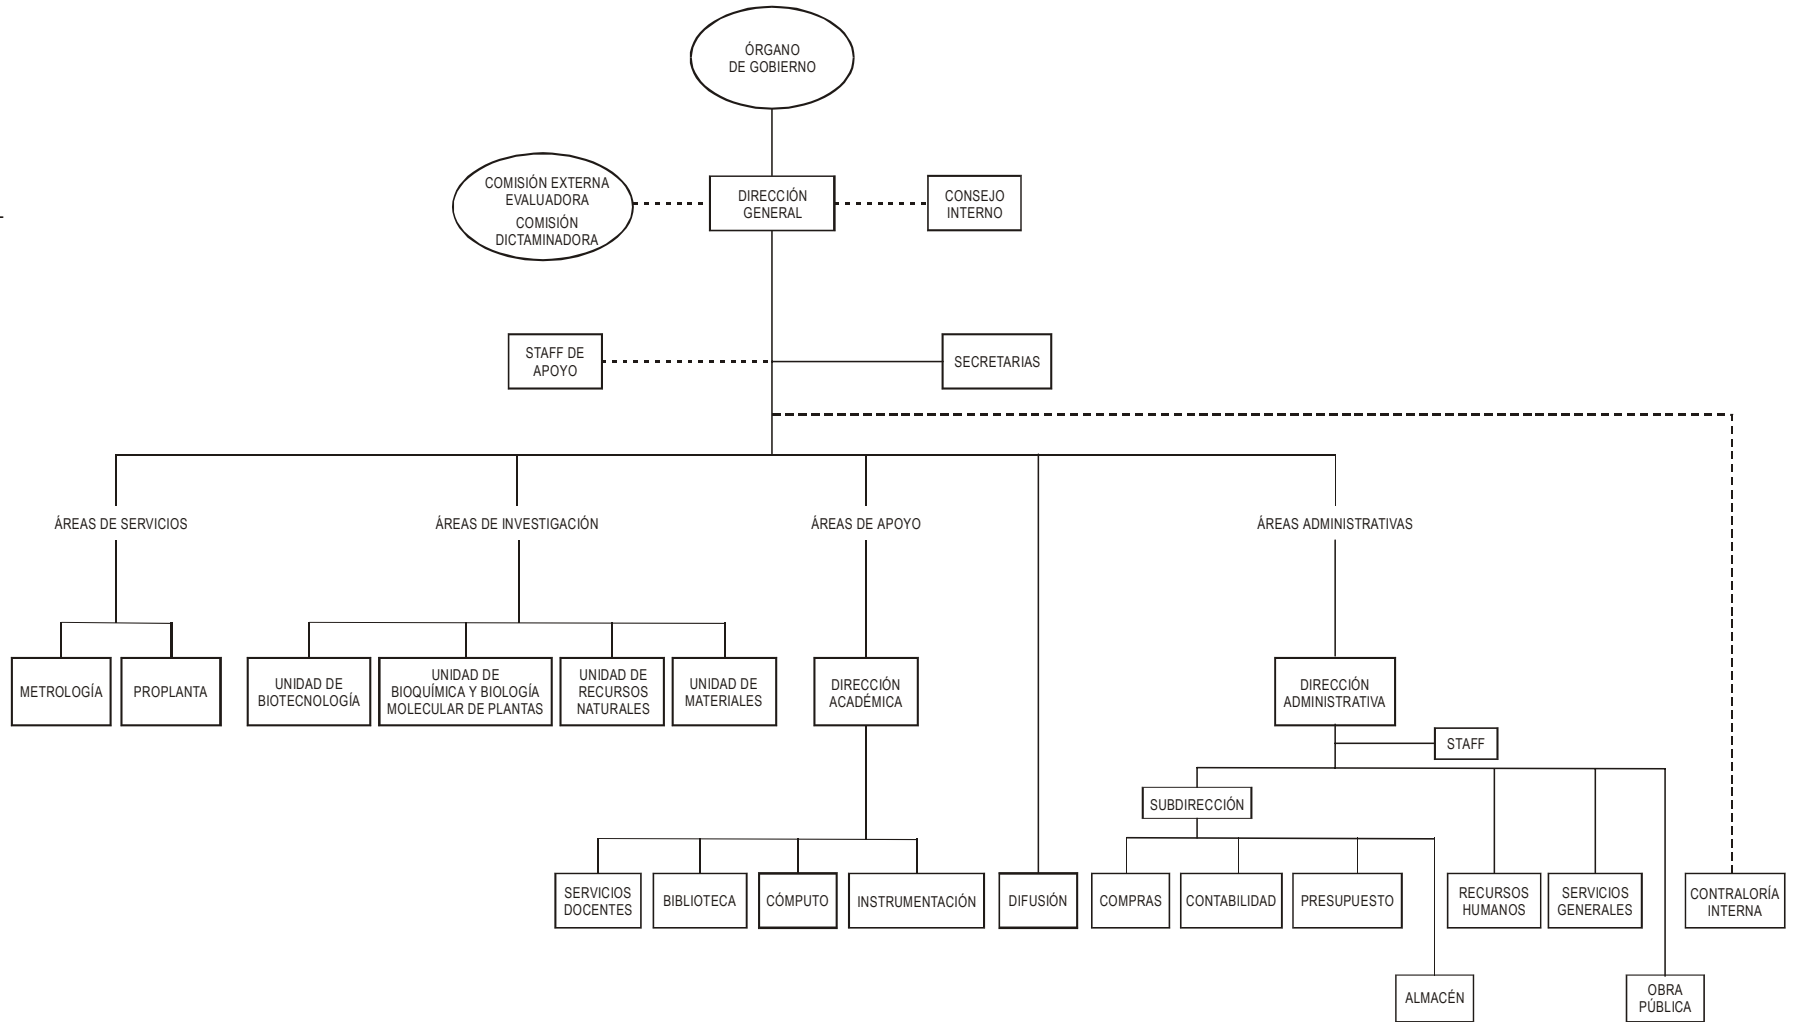 ÓRGANO
DE GOBIERNO
COMISIÓN EXTERNA
EVALUADORA
COMISIÓN
DICTAMINADORA
DIRECCIÓN
GENERAL
CONSEJO
INTERNO
STAFF DE
APOYO
SECRETARIAS
ÁREAS DE SERVICIOS
ÁREAS DE INVESTIGACIÓN
ÁREAS DE APOYO
ÁREAS ADMINISTRATIVAS
METROLOGÍA
PROPLANTA
UNIDAD DE
BIOTECNOLOGÍA
UNIDAD DE
BIOQUÍMICA Y BIOLOGÍA
MOLECULAR DE PLANTAS
UNIDAD DE
RECURSOS
NATURALES
UNIDAD DE
MATERIALES
DIRECCIÓN
ACADÉMICA
DIRECCIÓN
ADMINISTRATIVA
STAFF
SUBDIRECCIÓN
SERVICIOS
DOCENTES
BIBLIOTECA
CÓMPUTO
INSTRUMENTACIÓN
DIFUSIÓN
COMPRAS
CONTABILIDAD
PRESUPUESTO
RECURSOS
HUMANOS
SERVICIOS
GENERALES
CONTRALORÍA
INTERNA
ALMACÉN
OBRA
PÚBLICA